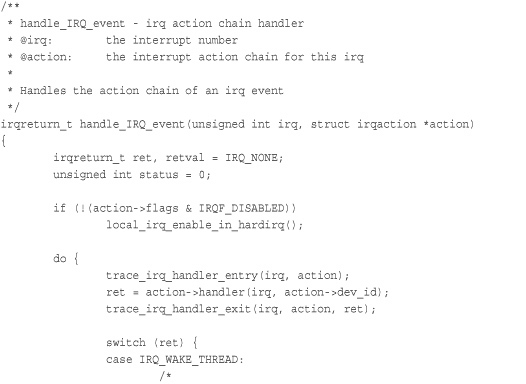 /**
 * handle_IRQ_event - irq action chain handler
 * @irq:        the interrupt number
 * @action:     the interrupt action chain for this irq
 *
 * Handles the action chain of an irq event
 */
irqreturn_t handle_IRQ_event(unsigned int irq, struct irqaction *action)
{
        irqreturn_t ret, retval = IRQ_NONE;
        unsigned int status = 0;

        if (!(action->flags & IRQF_DISABLED))
                local_irq_enable_in_hardirq();

        do {
                trace_irq_handler_entry(irq, action);
                ret = action->handler(irq, action->dev_id);
                trace_irq_handler_exit(irq, action, ret);

                switch (ret) {
                case IRQ_WAKE_THREAD:
                        /*